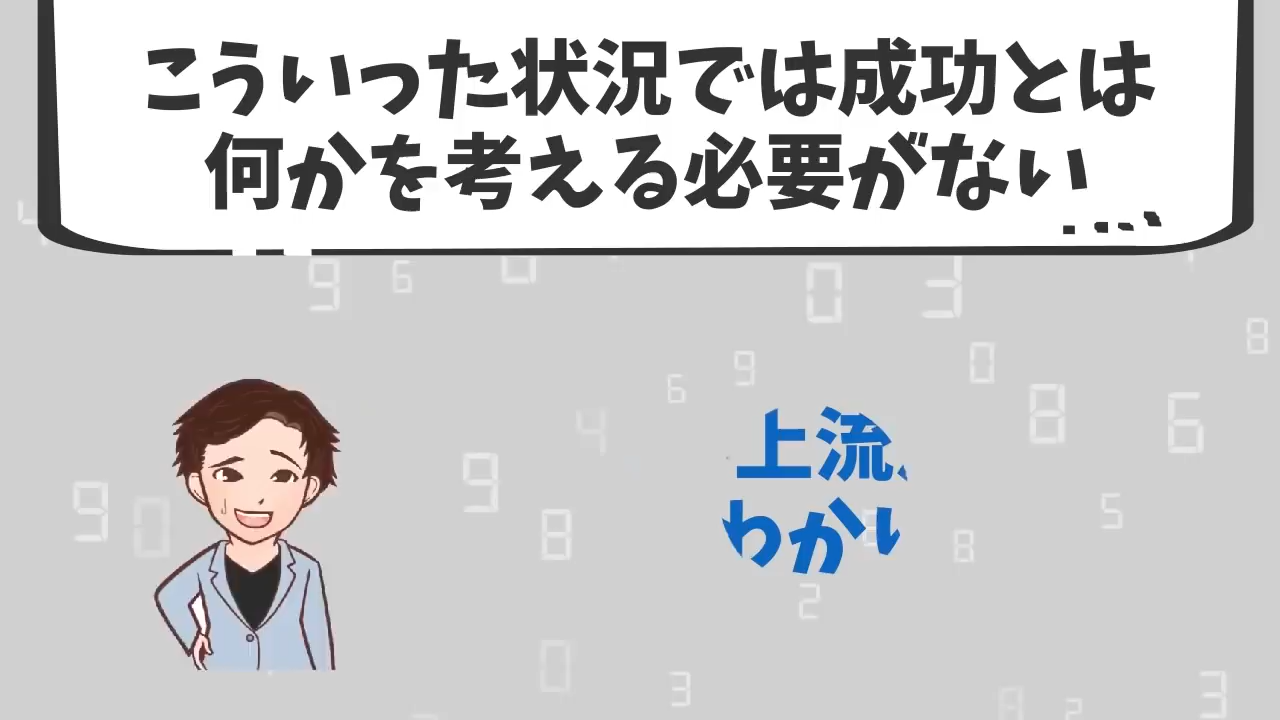 こういった状況では成功とは
何かを考える必要がない
上流
わかい